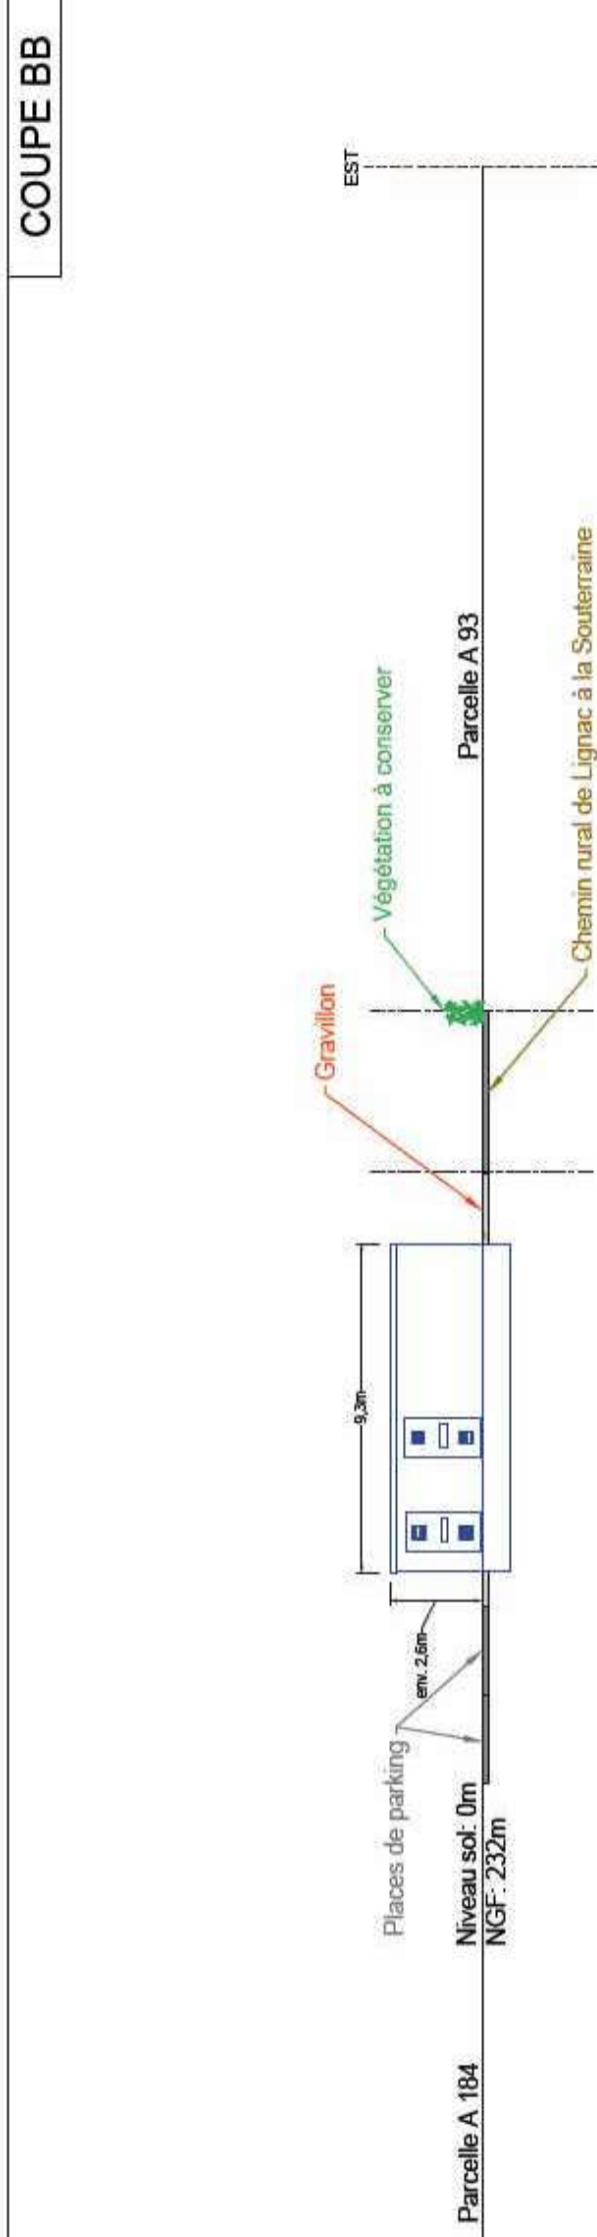 COUPE BB
EST
Gravillon
Végétation à conserver
9,3m
Parcelle A 93
env. 2,6m
Places de parking
Chemin rural de Lignac à la Souterraine
Parcelle A 184
Niveau sol: 0m
NGF: 232m